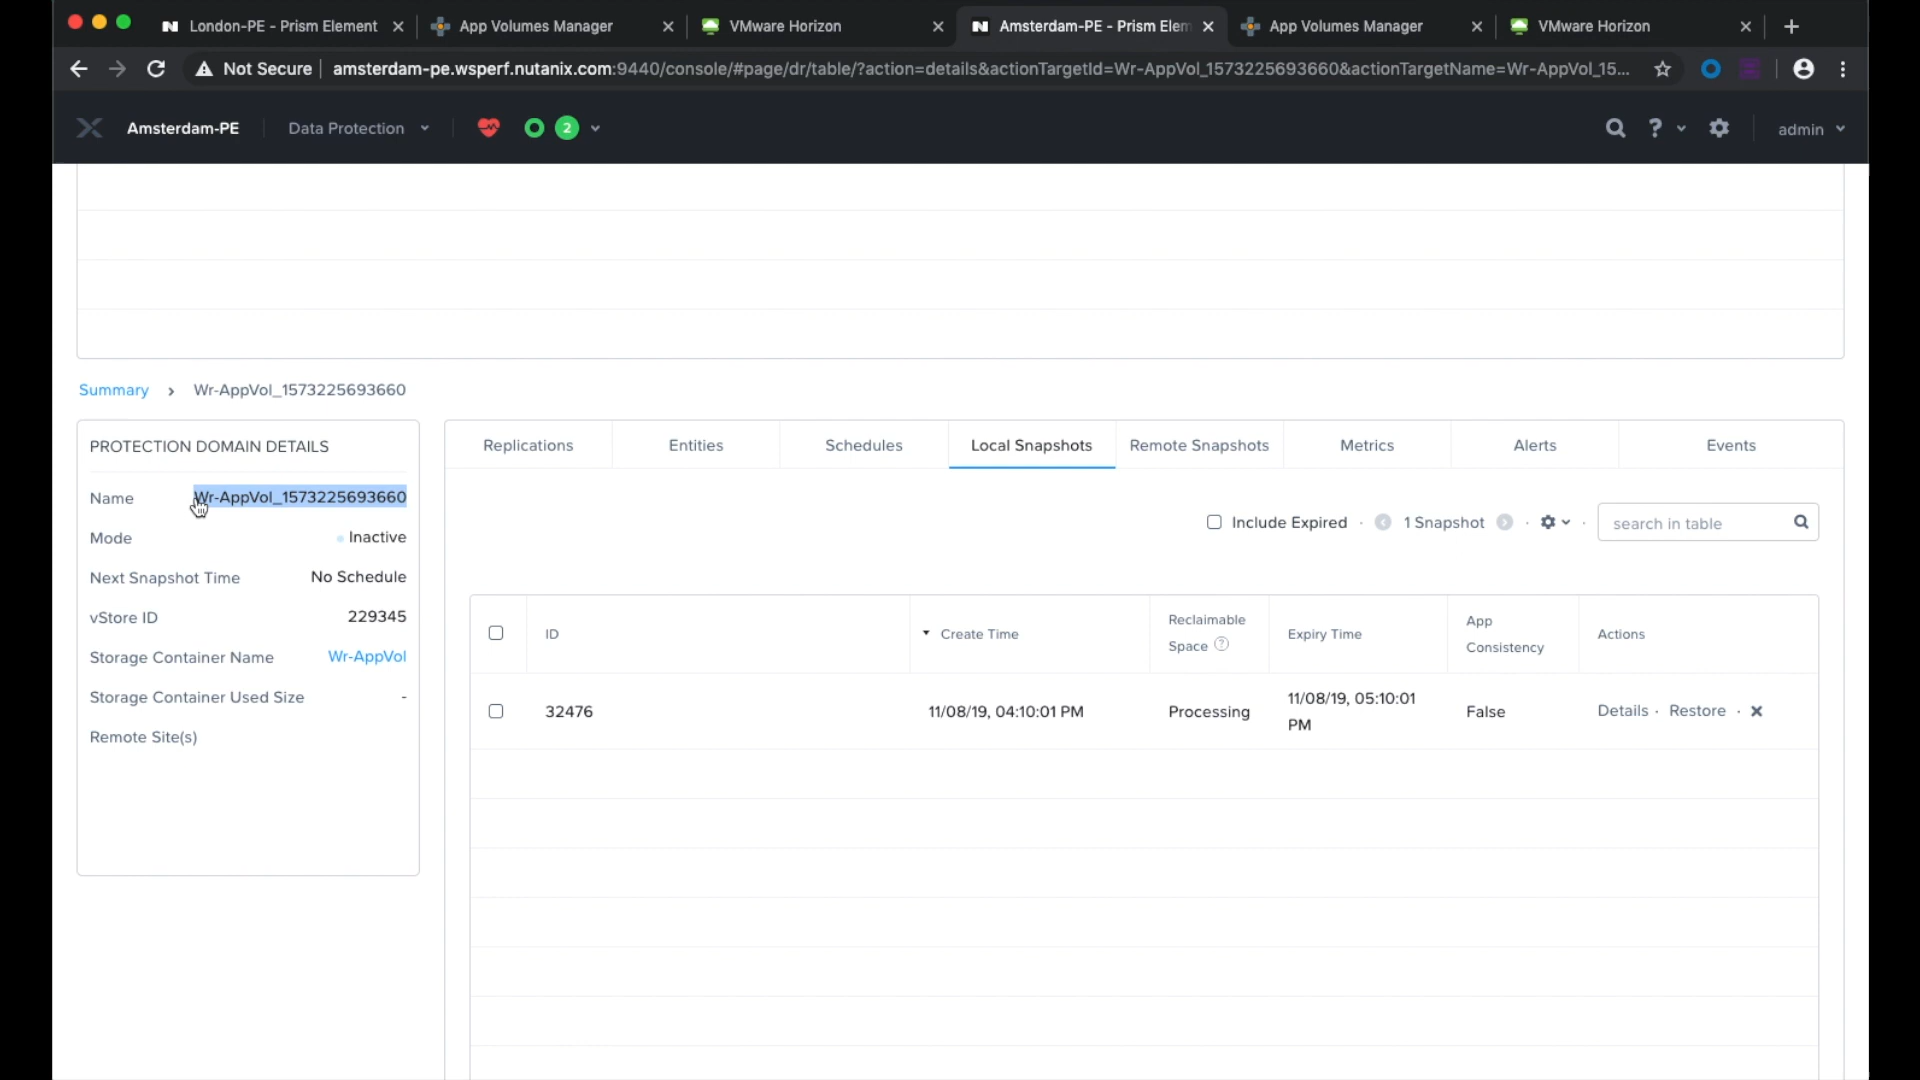 London-PE - Prism Element
App Volumes Manager
VMware Horizon
Amsterdam-PE - Prism Elem
App Volumes Manager
VMware Horizon
Not Secure
amsterdam-pe.wsperf.nutanix.com:9440/console/#page/dr/table/?action=details&actionTargetId=Wr-AppVol_1573225693660&actionTargetName=Wr-AppVol_15...
Amsterdam-PE
Data Protection
2
?
admin
Summary > Wr-AppVol_1573225693660
PROTECTION DOMAIN DETAILS
Name Wr-AppVol_1573225693660
Mode Inactive
Next Snapshot Time No Schedule
vStore ID 229345
Storage Container Name Wr-AppVol
Storage Container Used Size -
Remote Site(s)
Replications
Entities
Schedules
Local Snapshots
Remote Snapshots
Metrics
Alerts
Events
Include Expired · 1 Snapshot · ·
search in table
ID
Create Time
Reclaimable
Space ?
Expiry Time
App
Consistency
Actions
32476
11/08/19, 04:10:01 PM
Processing
11/08/19, 05:10:01
PM
False
Details · Restore ·